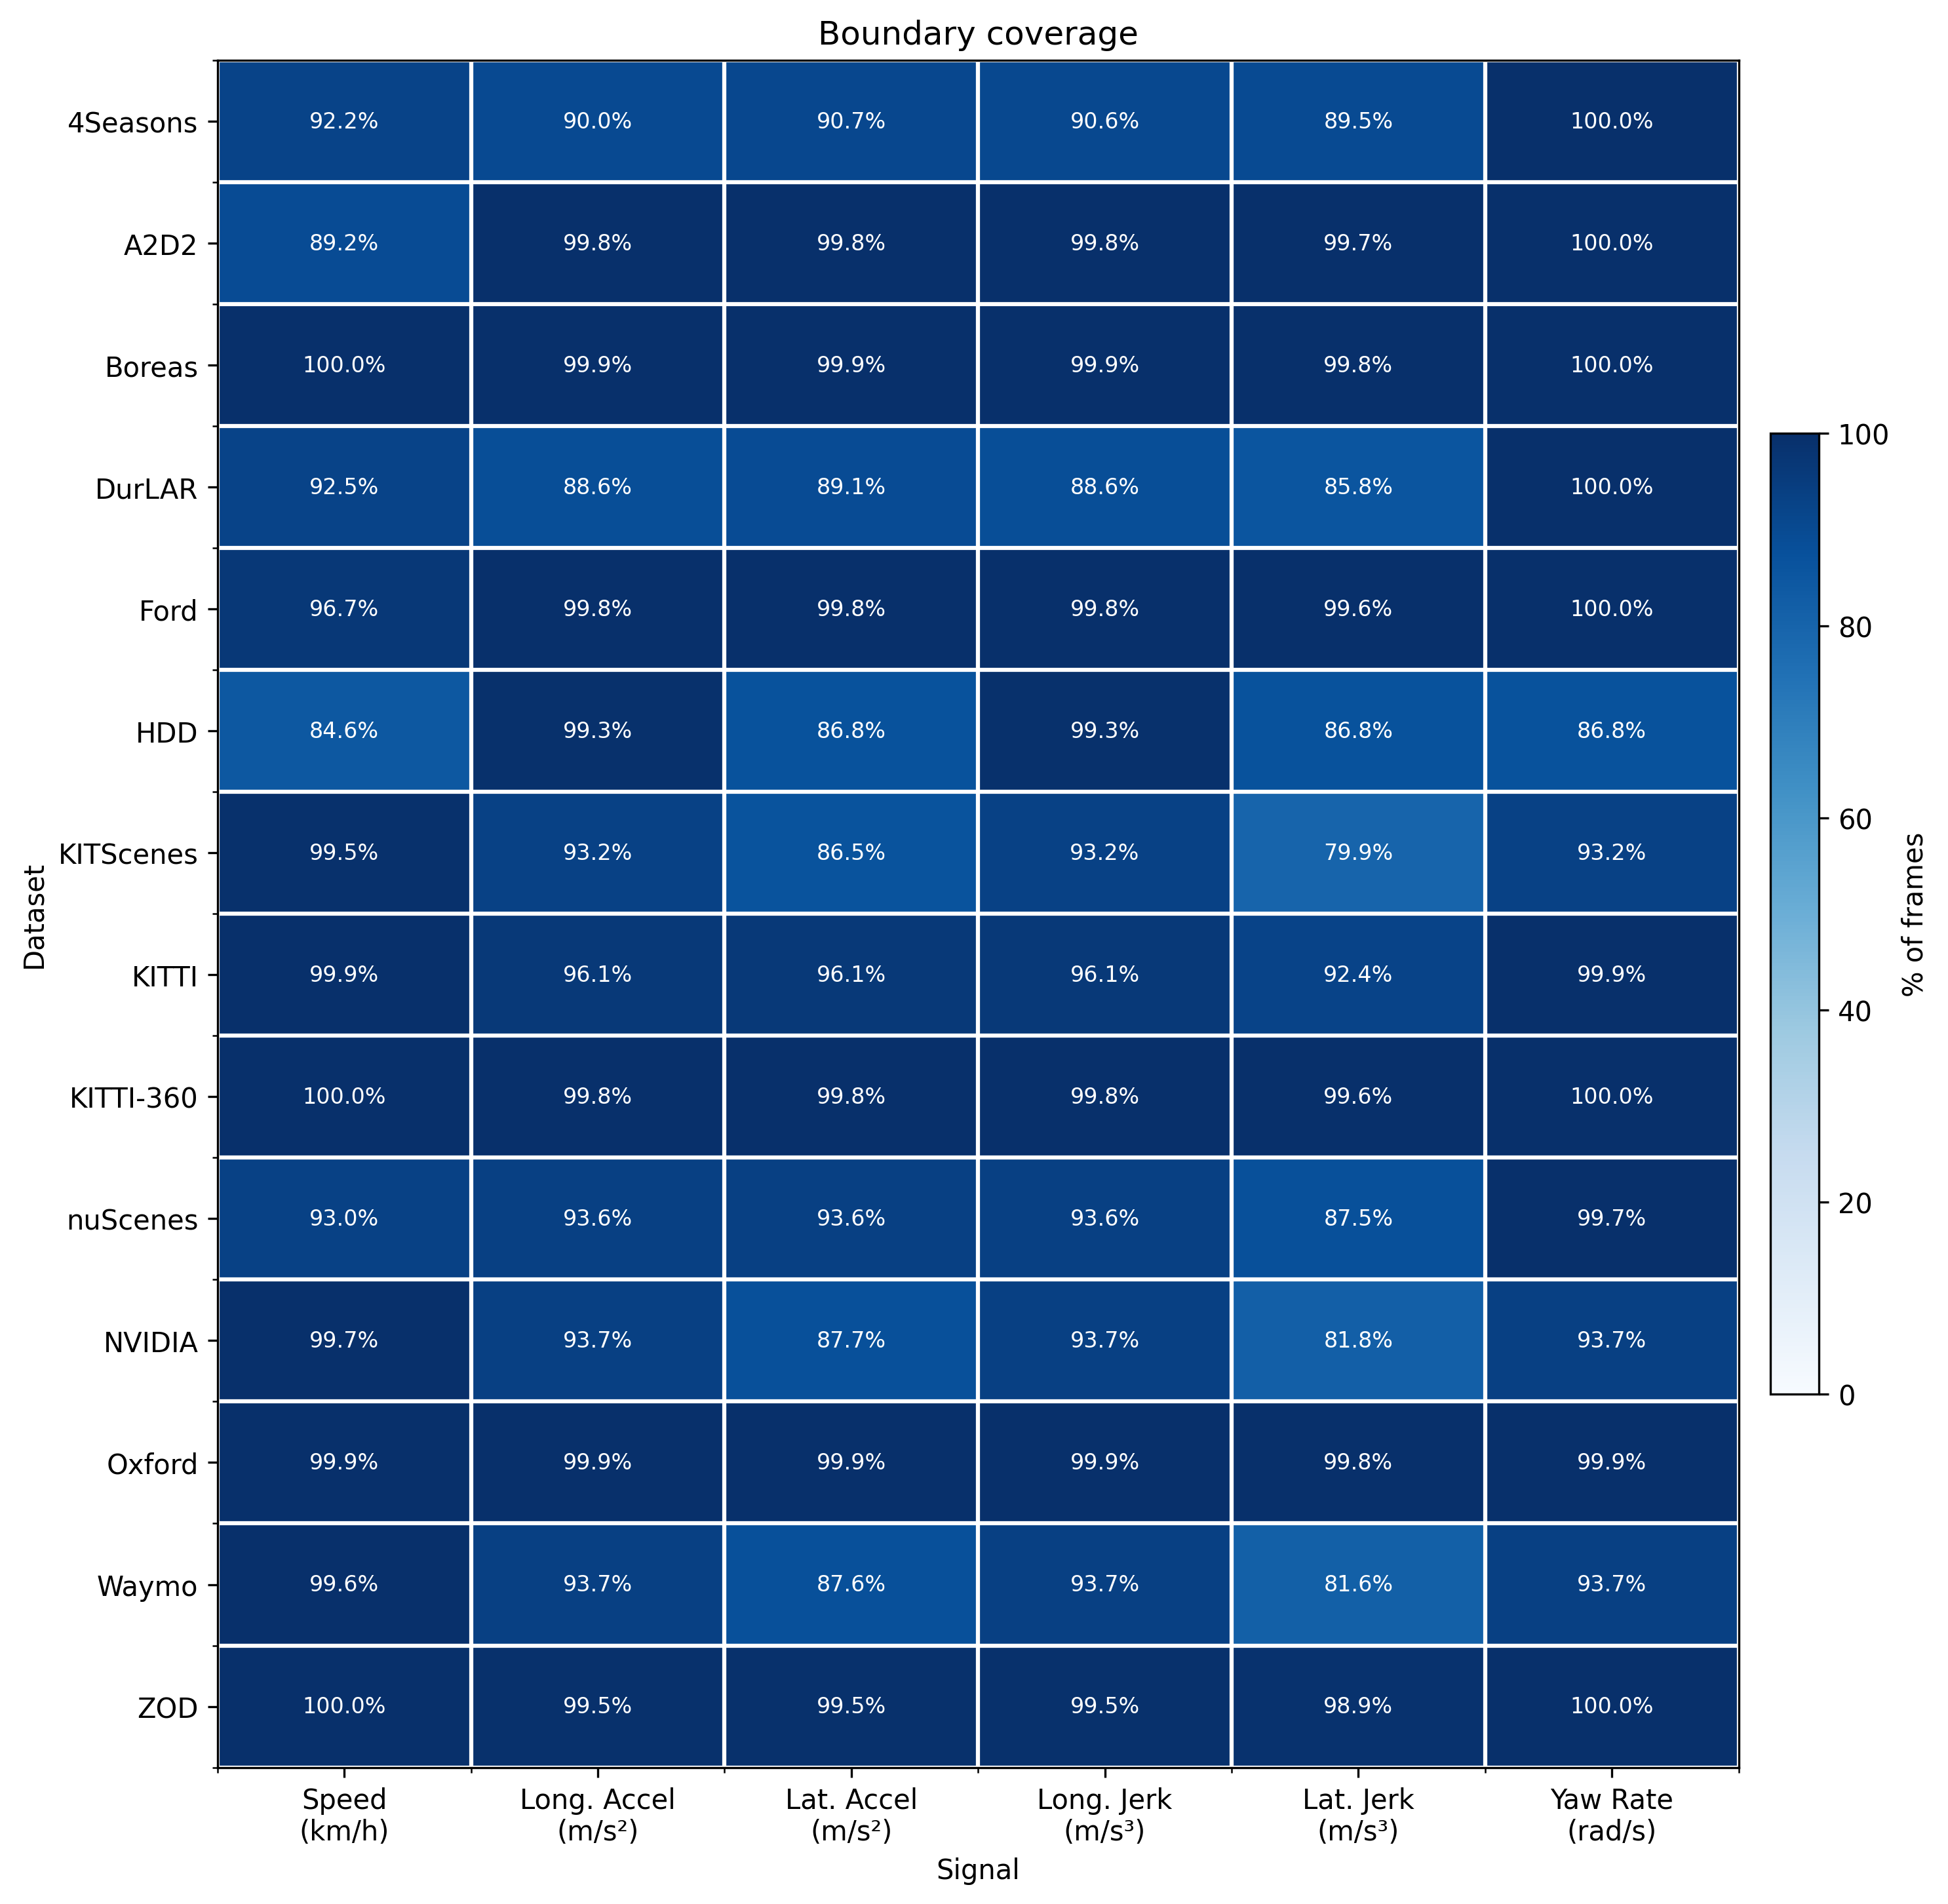 Boundary coverage
4Seasons 92.2% 90.0% 90.7% 90.6% 89.5% 100.0%
A2D2 89.2% 99.8% 99.8% 99.8% 99.7% 100.0%
Boreas 100.0% 99.9% 99.9% 99.9% 99.8% 100.0%
DurLAR 92.5% 88.6% 89.1% 88.6% 85.8% 100.0%
Ford 96.7% 99.8% 99.8% 99.8% 99.6% 100.0%
HDD 84.6% 99.3% 86.8% 99.3% 86.8% 86.8%
KITScenes 99.5% 93.2% 86.5% 93.2% 79.9% 93.2%
KITTI 99.9% 96.1% 96.1% 96.1% 92.4% 99.9%
KITTI-360 100.0% 99.8% 99.8% 99.8% 99.6% 100.0%
nuScenes 93.0% 93.6% 93.6% 93.6% 87.5% 99.7%
NVIDIA 99.7% 93.7% 87.7% 93.7% 81.8% 93.7%
Oxford 99.9% 99.9% 99.9% 99.9% 99.8% 99.9%
Waymo 99.6% 93.7% 87.6% 93.7% 81.6% 93.7%
ZOD 100.0% 99.5% 99.5% 99.5% 98.9% 100.0%
Dataset
Speed Long. Accel Lat. Accel Long. Jerk Lat. Jerk Yaw Rate
(km/h) (m/s²) (m/s²) (m/s³) (m/s³) (rad/s)
Signal
100
80
60
40
20
0
% of frames